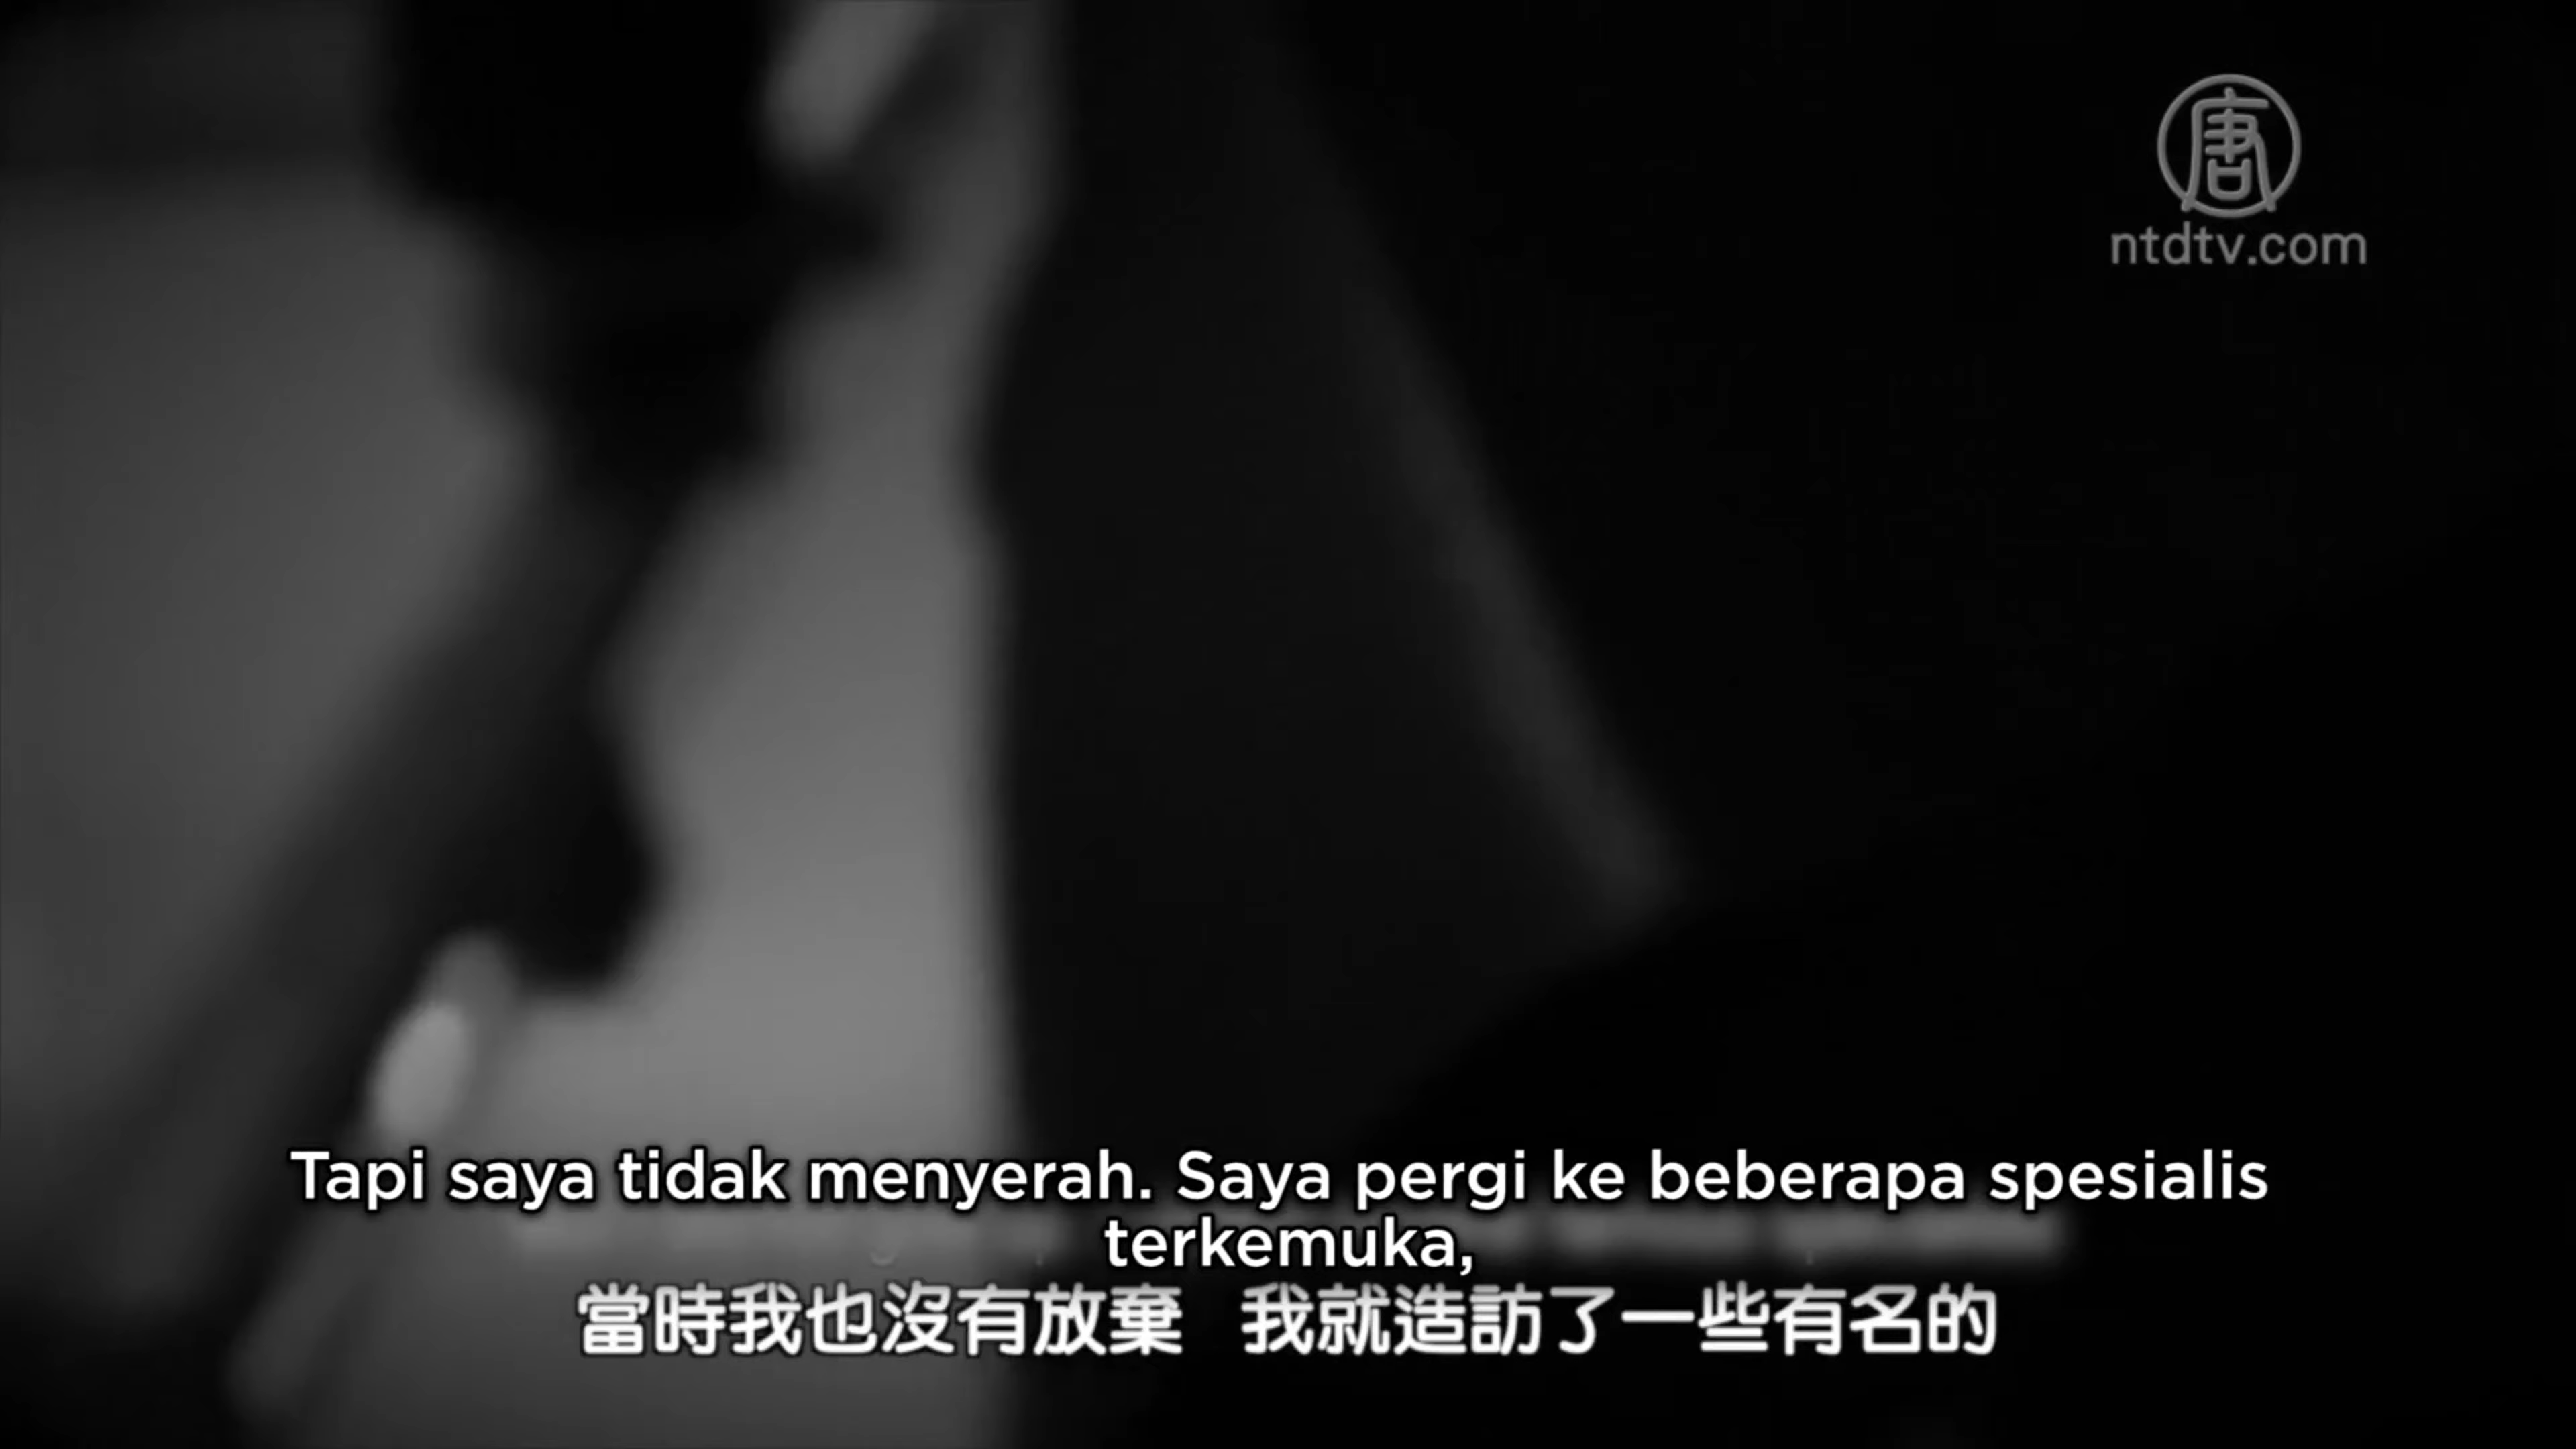 唐
ntdtv.com
Tapi saya tidak menyerah. Saya pergi ke beberapa spesialis
terkemuka,
當時我也沒有放棄 我就造訪了一些有名的